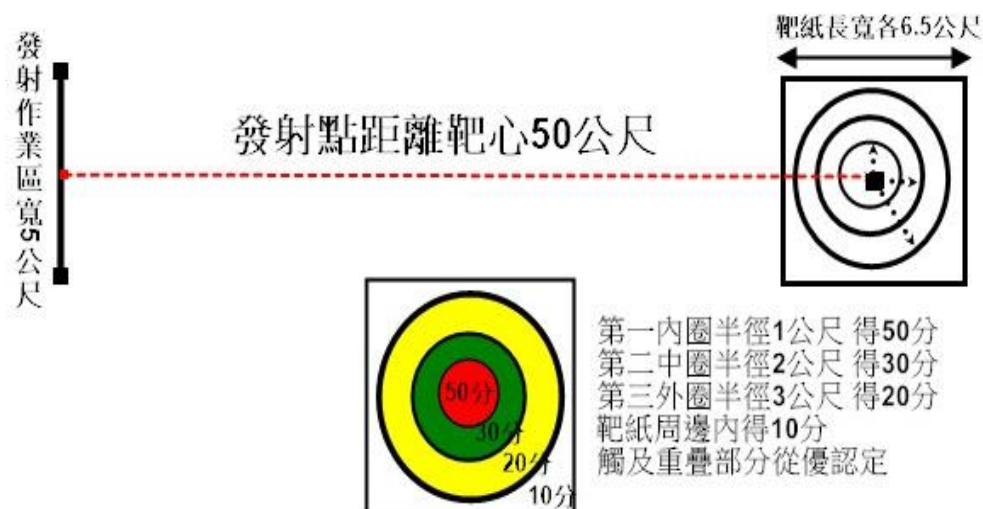 靶紙長寬各6.5公尺
發射作業區寬5公尺
發射點距離靶心50公尺
第一內圈半徑1公尺 得50分
第二中圈半徑2公尺 得30分
第三外圈半徑3公尺 得20分
靶紙周邊內得10分
觸及重疊部分從優認定
50分
30分
20分
10分